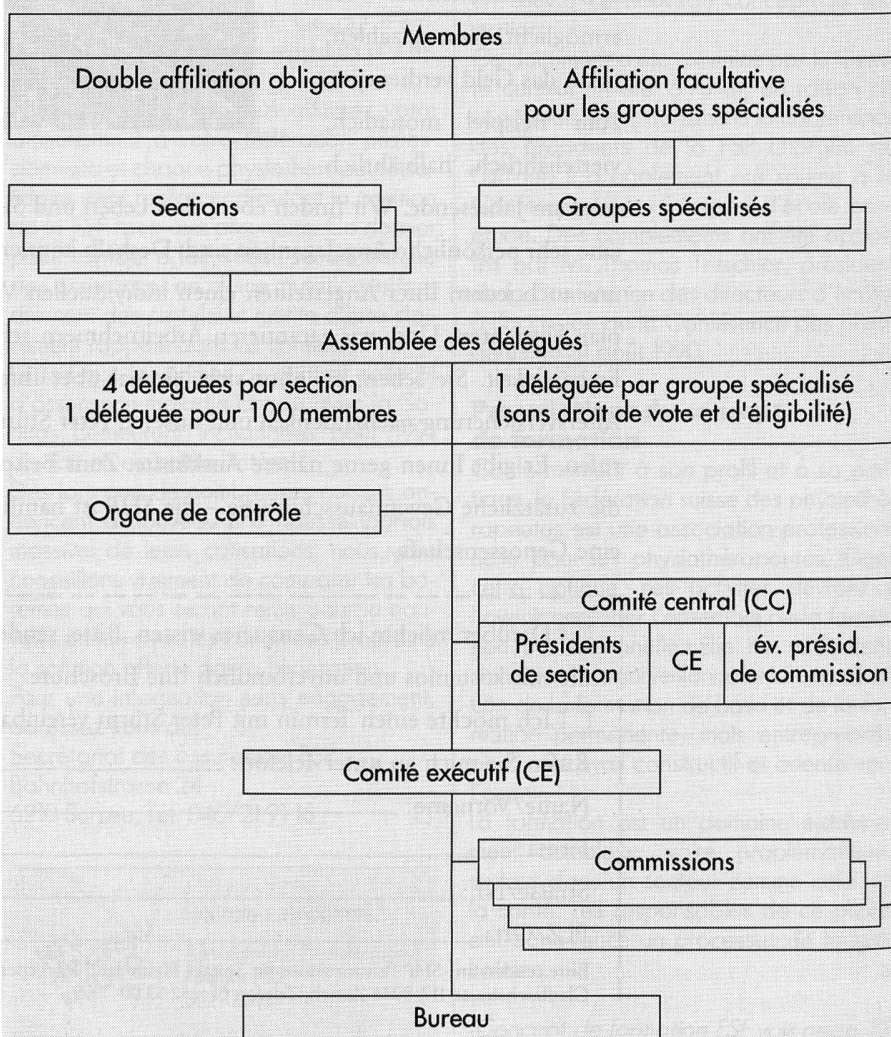 Membres
Double affiliation obligatoire
Affiliation facultative
pour les groupes spécialisés
Sections
Groupes spécialisés
Assemblée des délégués
4 déléguées par section
1 déléguée pour 100 membres
1 déléguée par groupe spécialisé
(sans droit de vote et d'éligibilité)
Organe de contrôle
Comité central (CC)
Présidents
de section
CE
év. présid.
de commission
Comité exécutif (CE)
Commissions
Bureau